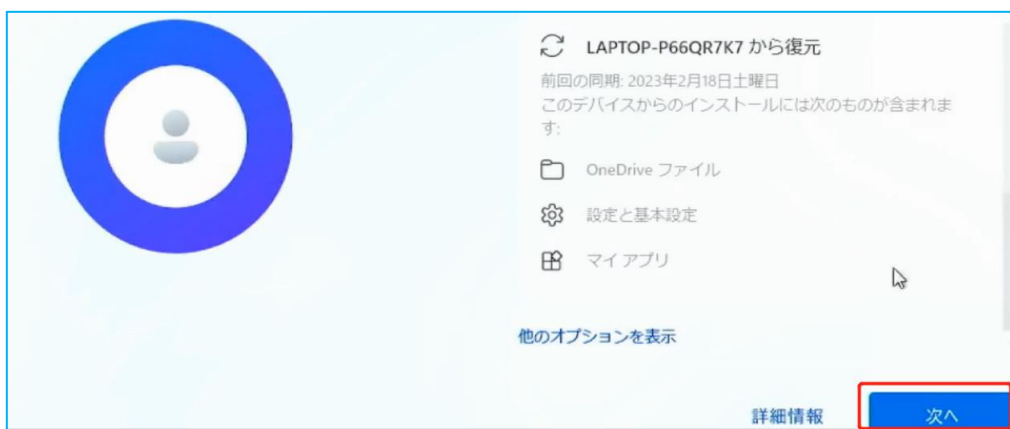 LAPTOP-P66QR7K7 から復元
前回の同期: 2023年2月18日土曜日
このデバイスからのインストールには次のものが含まれま
す:
OneDrive ファイル
設定と基本設定
マイ アプリ
他のオプションを表示
詳細情報
次へ